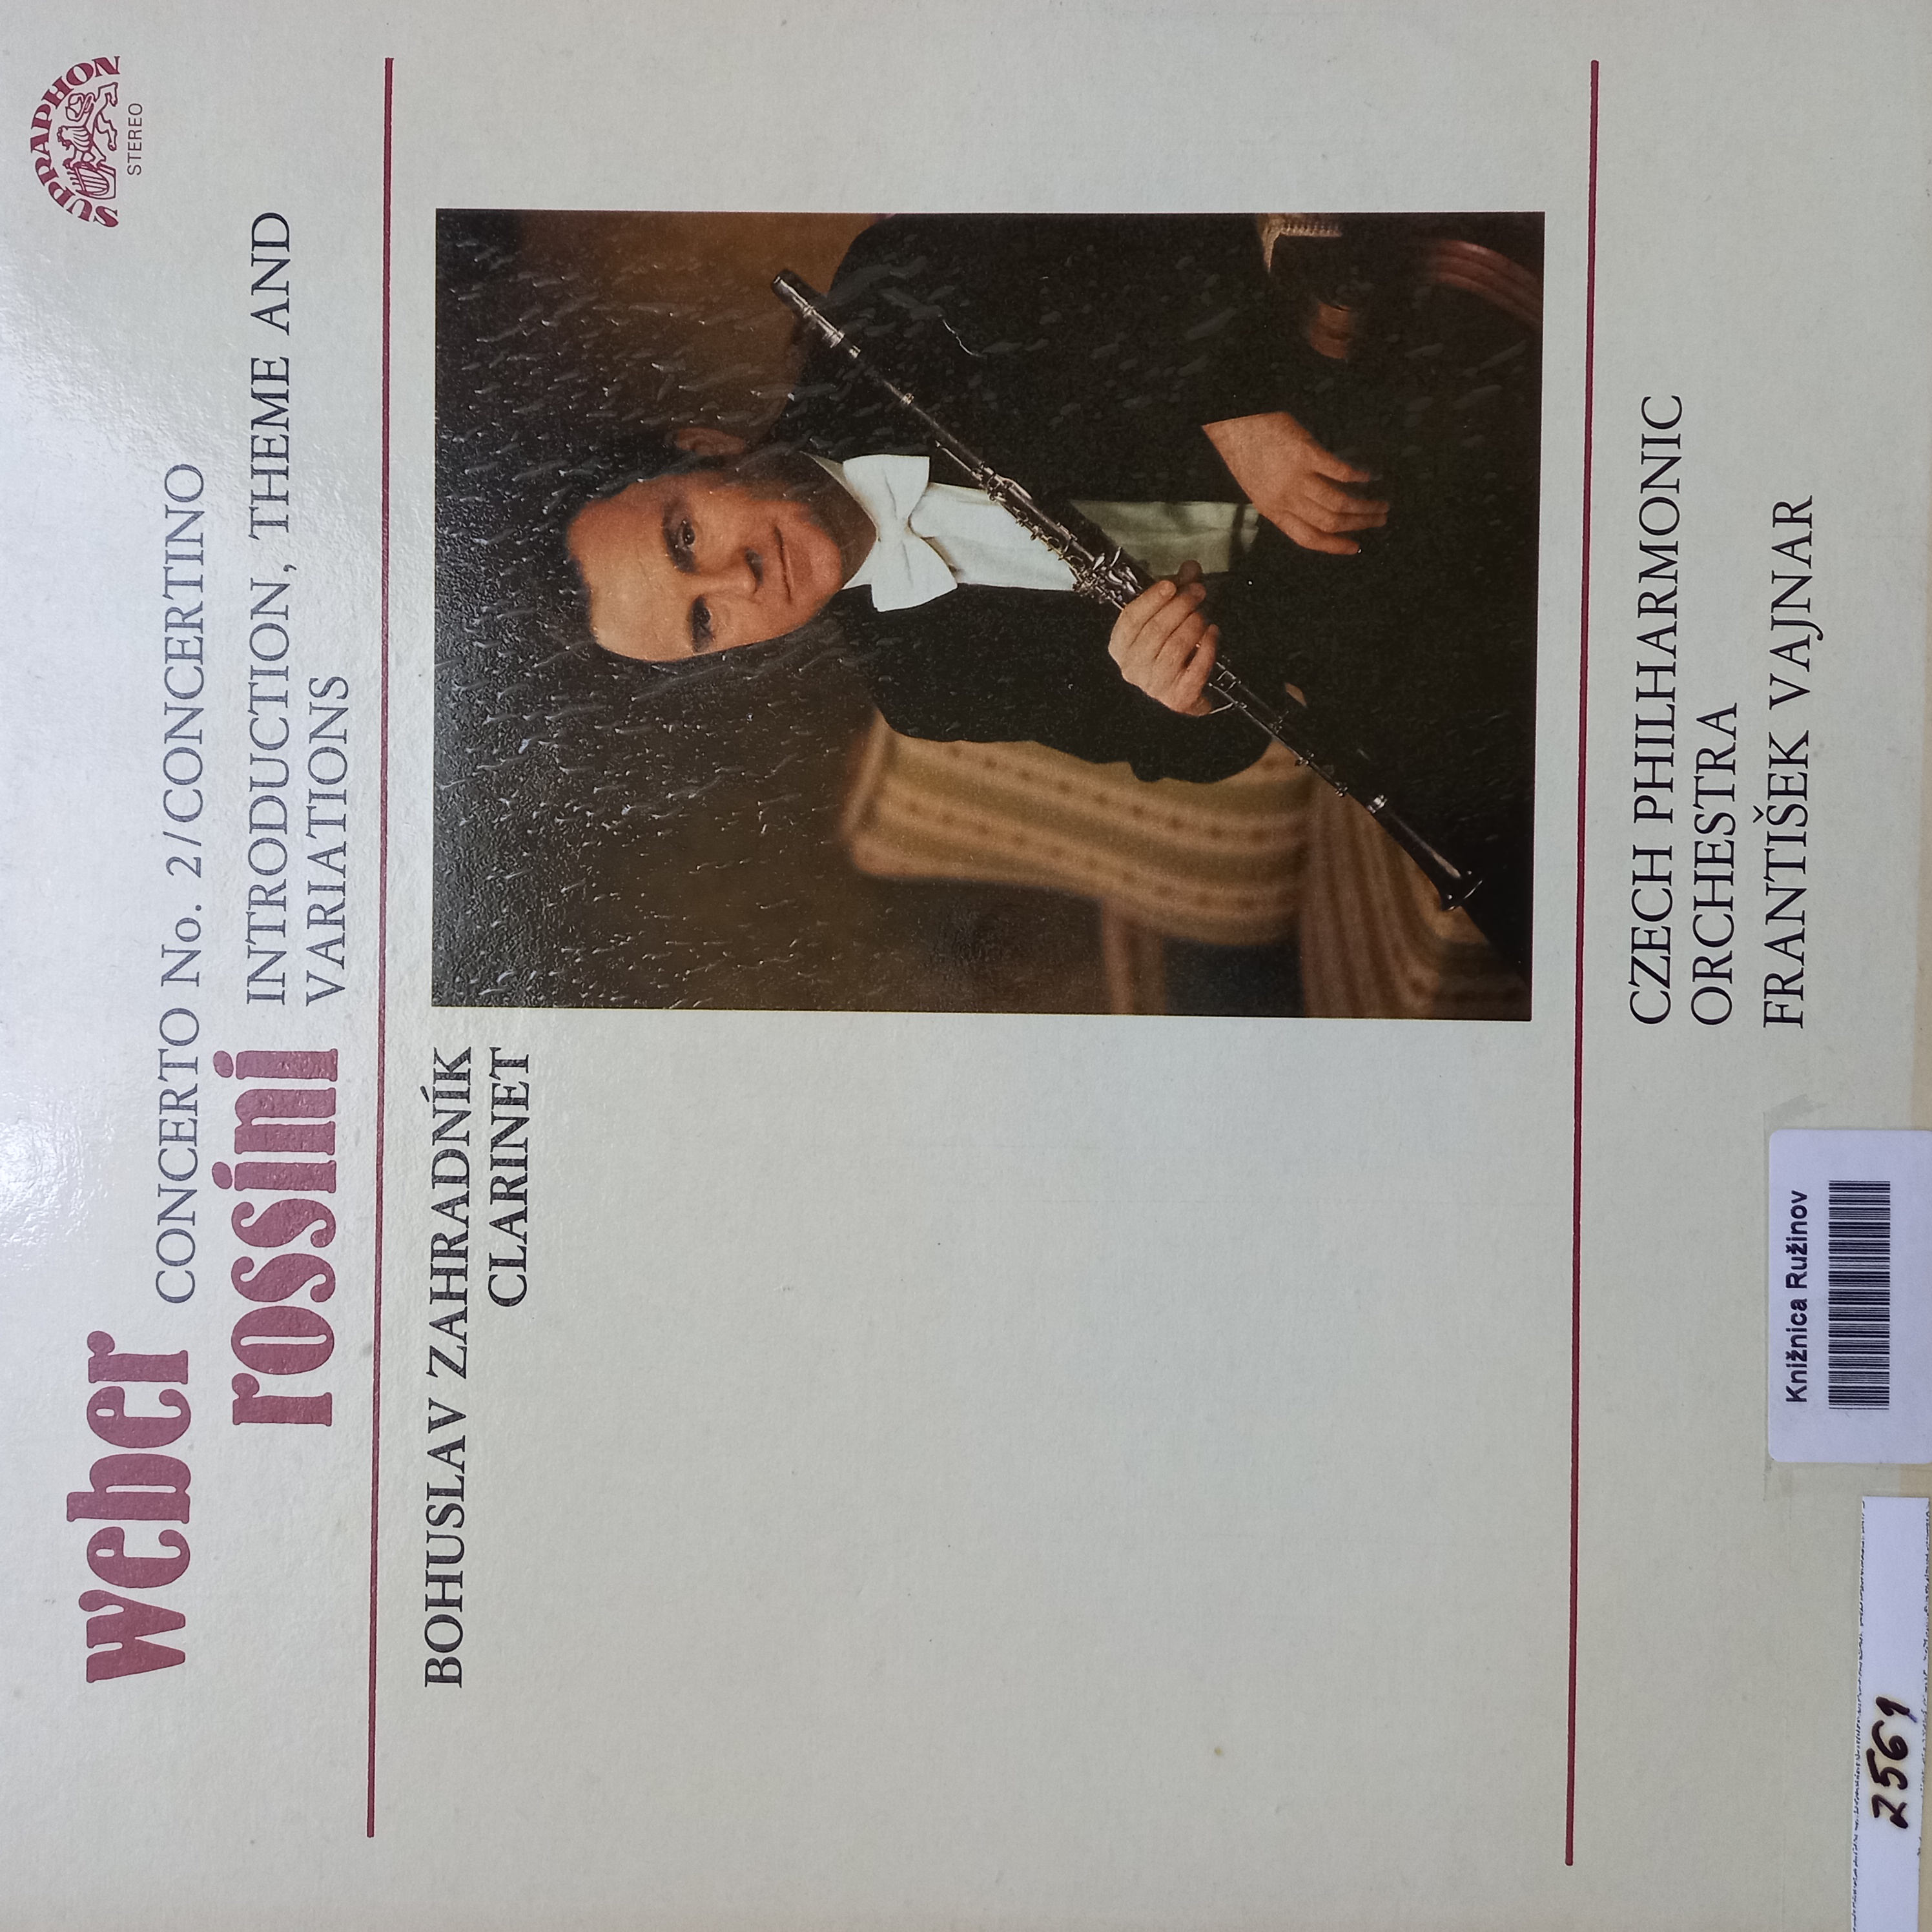 SUPRAPHON
STEREO
weber CONCERTO No. 2/CONCERTINO
rossini INTRODUCTION, THEME AND
VARIATIONS
BOHUSLAV ZAHRADNÍK
CLARINET
CZECH PHILHARMONIC
ORCHESTRA
FRANTIŠEK VAJNAR
Knižnica Ružinov
2561